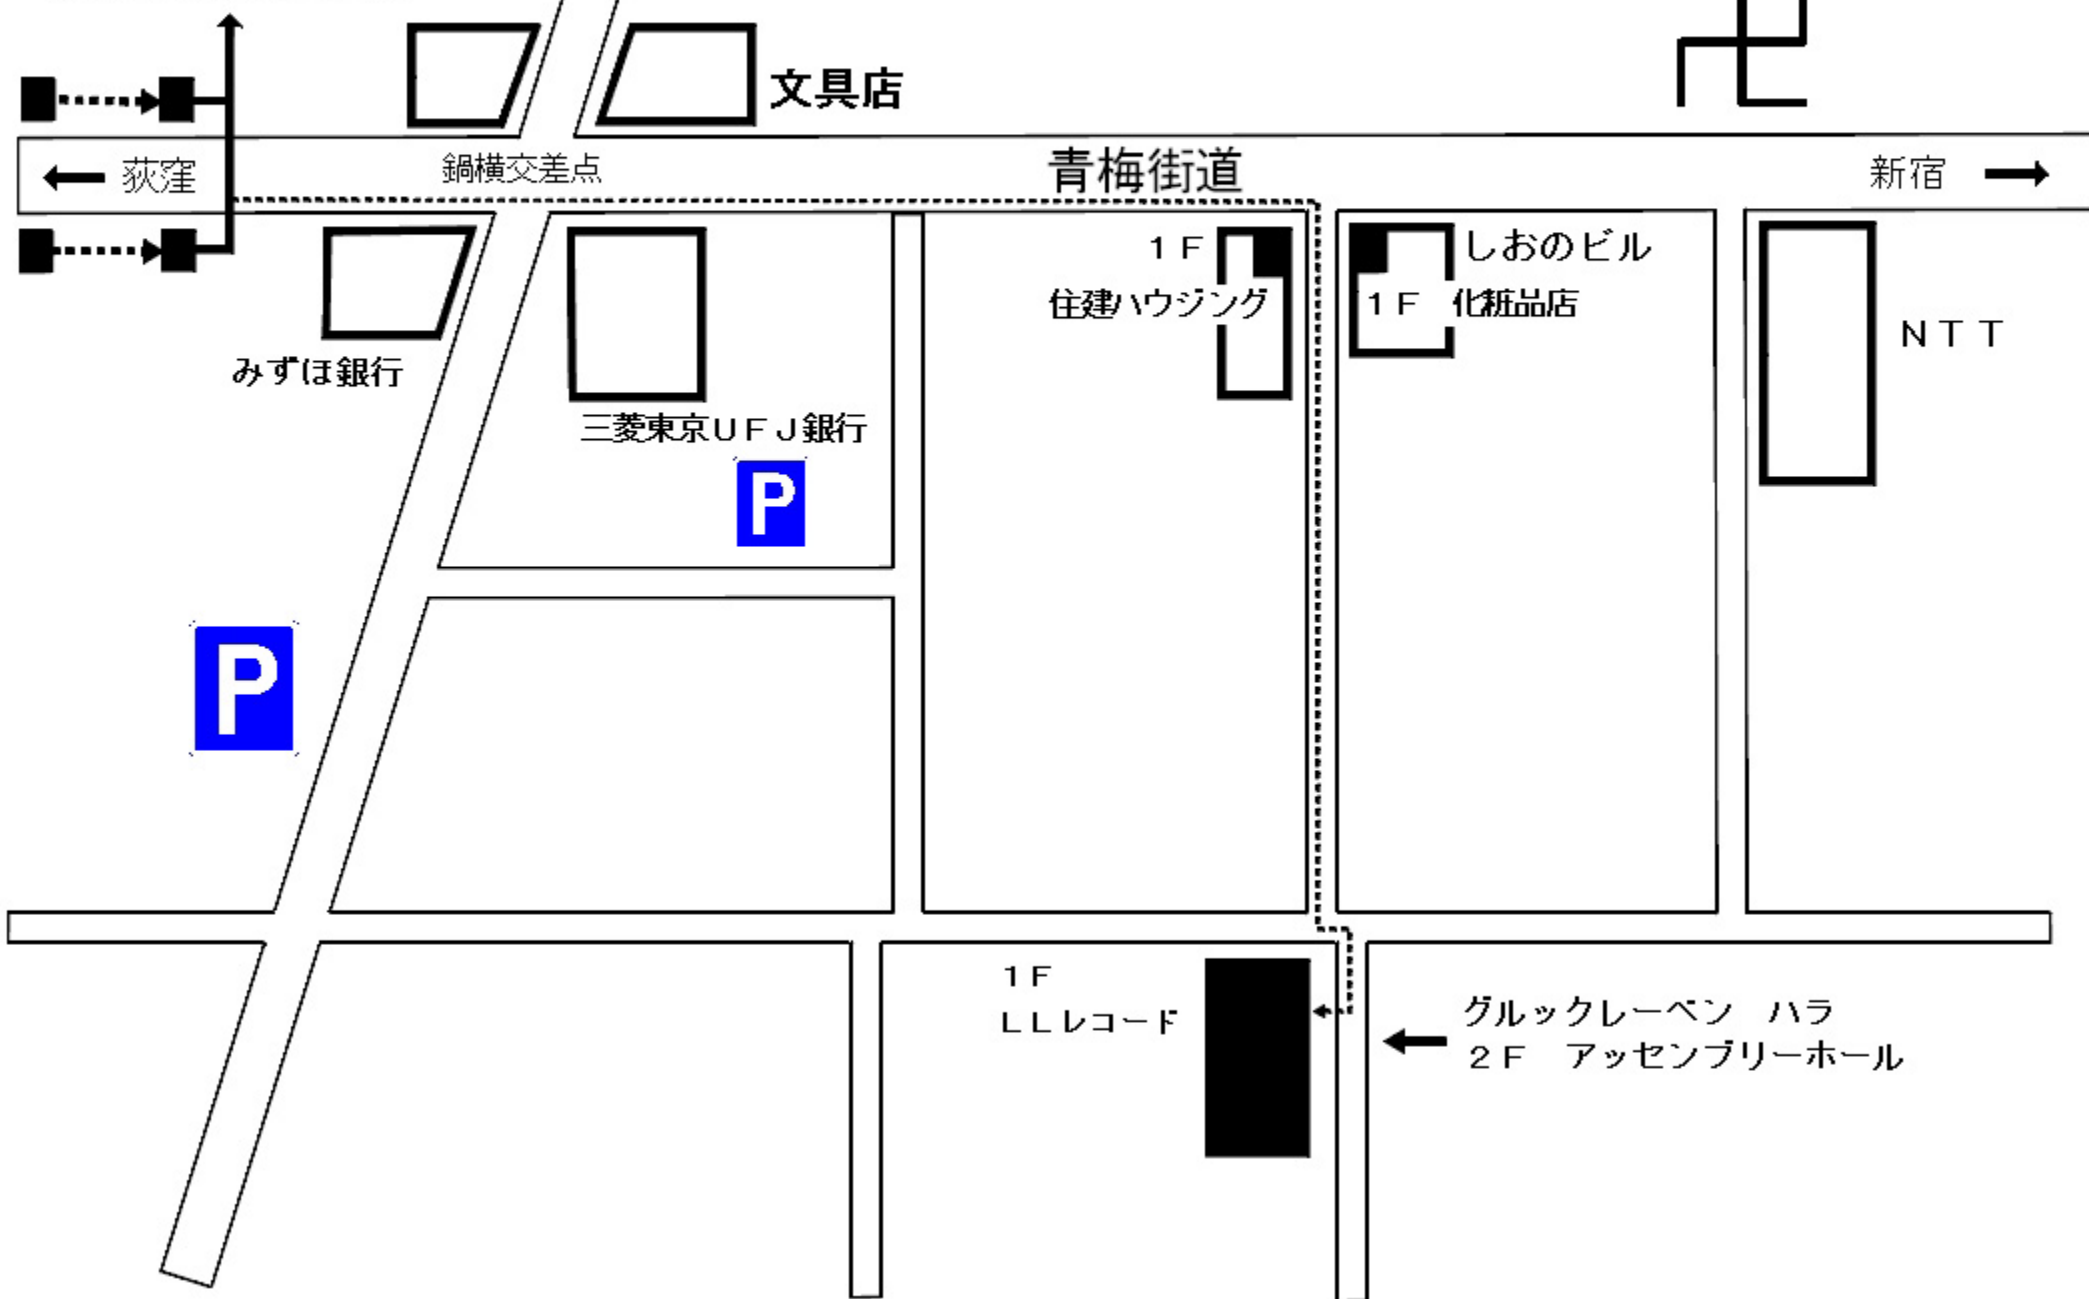 文具店
荻窪
鍋横交差点
青梅街道
新宿
1F
住建ハウジング
しおのビル
1F 化粧品店
NTT
みずほ銀行
三菱東京UFJ銀行
P
P
1F
LLレコード
グルックレーベン ハラ
2F アッセンブリーホール